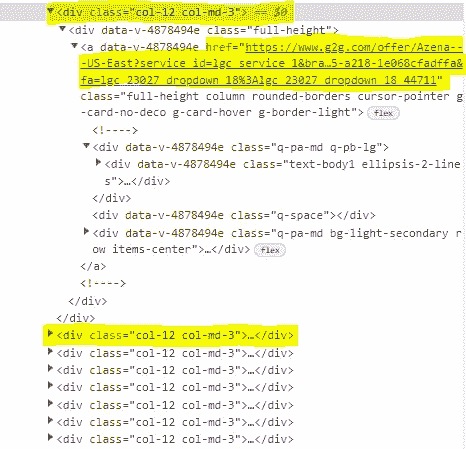 ▼<div class="col-12 col-md-3"> == $0
▼<div data-v-4878494e class="full-height">
▼<a data-v-4878494e href="https://www.g2g.com/offer/Azena--
-US-East?service_id=lgc_service_1&bra…5-a218-1e068cfadffa&
fa=lgc_23027_dropdown_18%3Algc_23027_dropdown_18_44711"
class="full-height column rounded-borders cursor-pointer g
-card-no-deco g-card-hover g-border-light"> flex
<!---->
▼<div data-v-4878494e class="q-pa-md q-pb-lg">
▶<div data-v-4878494e class="text-body1 ellipsis-2-line
s">…</div>
</div>
<div data-v-4878494e class="q-space"></div>
▶<div data-v-4878494e class="q-pa-md bg-light-secondary r
ow items-center">…</div> flex
</a>
<!---->
</div>
</div>
▶<div class="col-12 col-md-3">…</div>
▶<div class="col-12 col-md-3">…</div>
▶<div class="col-12 col-md-3">…</div>
▶<div class="col-12 col-md-3">…</div>
▶<div class="col-12 col-md-3">…</div>
▶<div class="col-12 col-md-3">…</div>
▶<div class="col-12 col-md-3">…</div>